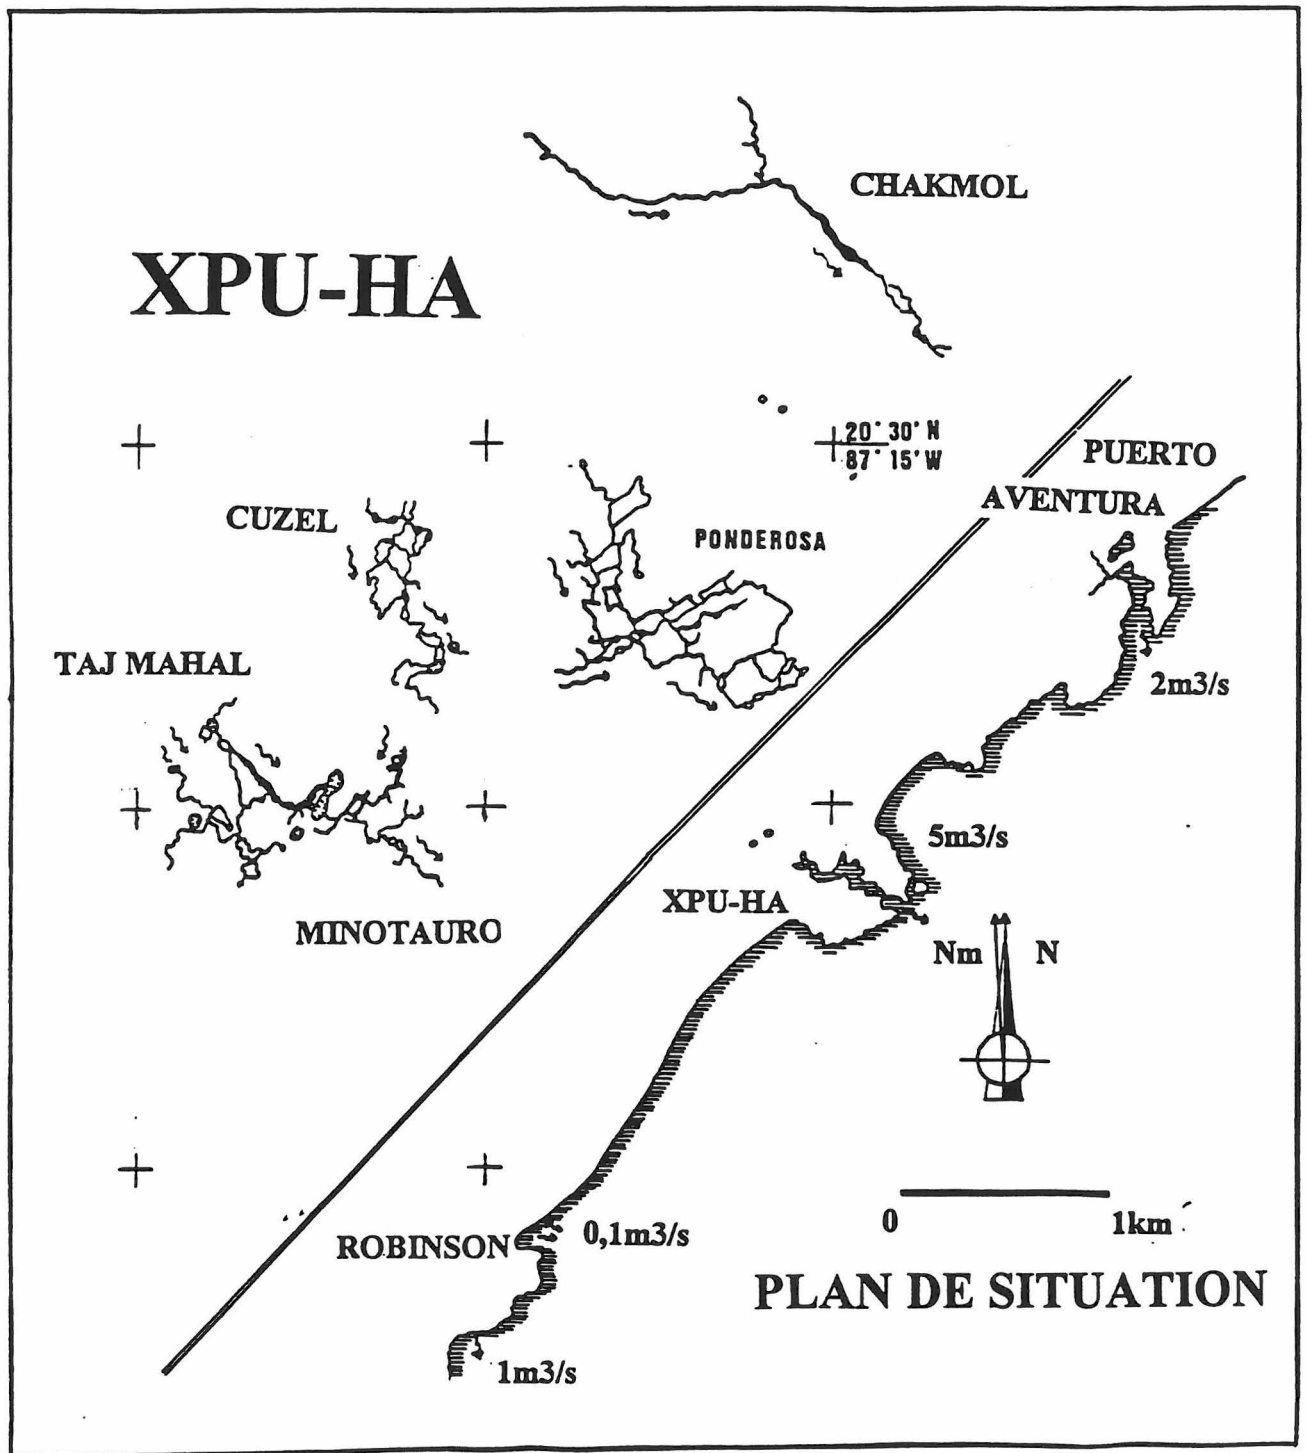 CHAKMOL
XPU-HA
20° 30' N
87° 15' W
PUERTO
AVENTURA
CUZEL
PONDEROSA
TAJ MAHAL
2m3/s
5m3/s
XPU-HA
MINOTAURO
Nm N
0,1m3/s
ROBINSON
0 1km
PLAN DE SITUATION
1m3/s